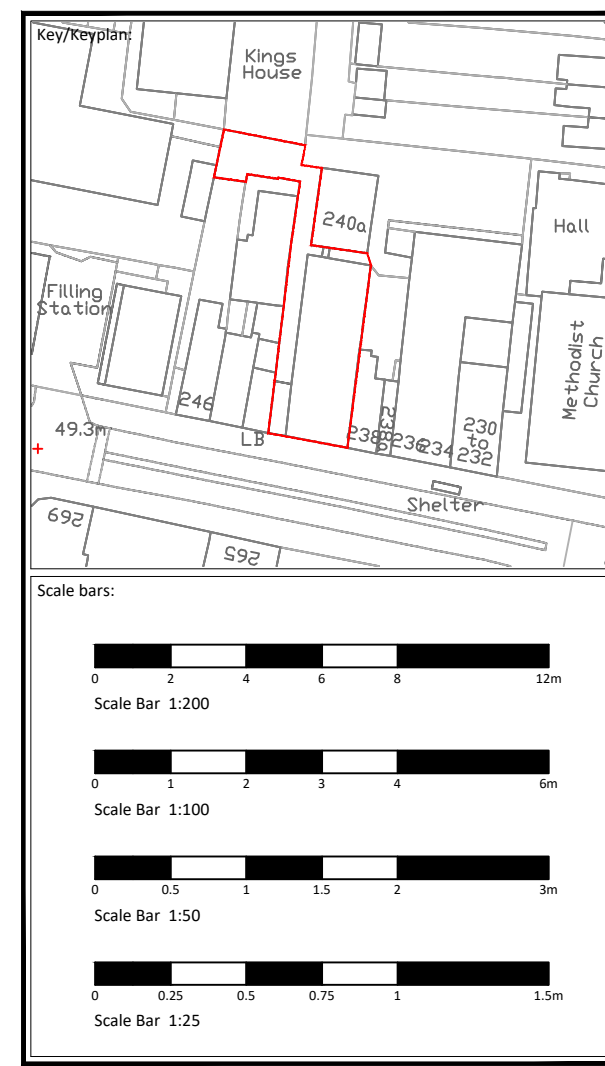 Key/Keyplan:
Kings
House
240a
Hall
Filling
Station
Methodist
Church
246
49.3m
LB
238
238a
236
234
230
to
232
Shelter
269
265
Scale bars:
0 2 4 6 8 12m
Scale Bar 1:200
0 1 2 3 4 6m
Scale Bar 1:100
0 0.5 1 1.5 2 3m
Scale Bar 1:50
0 0.25 0.5 0.75 1 1.5m
Scale Bar 1:25